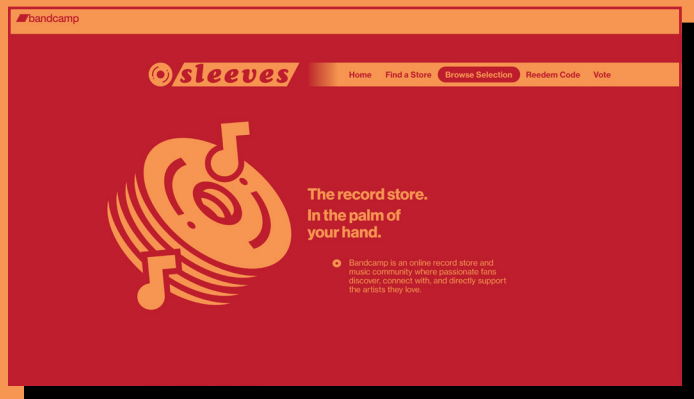 bandcamp
sleeves
Home Find a Store Browse Selection Reedem Code Vote
The record store.
In the palm of
your hand.
Bandcamp is an online record store and
music community where passionate fans
discover, connect with, and directly support
the artists they love.